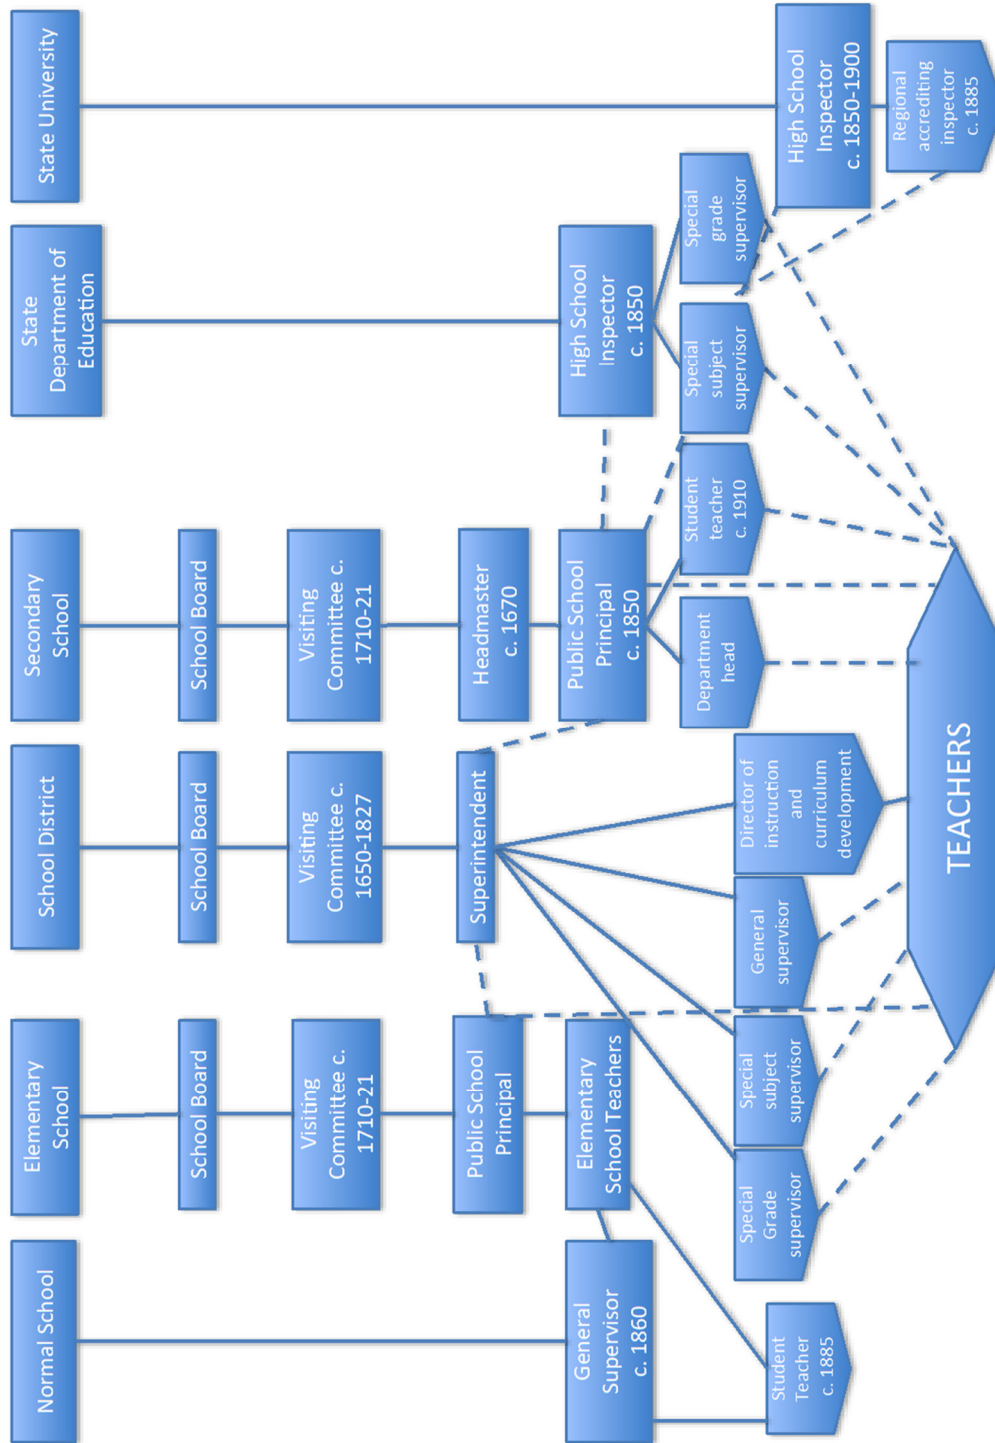 Normal School
Elementary
School
School District
Secondary
School
State
Department of
Education
State University
School Board
School Board
School Board
Visiting
Committee c.
1710-21
Visiting
Committee c.
1650-1827
Visiting
Committee c.
1710-21
Public School
Principal
Superintendent
Headmaster
c. 1670
General
Supervisor
c. 1860
Elementary
School Teachers
Public School
Principal
c. 1850
High School
Inspector
c. 1850
High School
Inspector
c. 1850-1900
Student
Teacher
c. 1885
Special
Grade
supervisor
Special
subject
supervisor
General
supervisor
Director of
instruction
and
curriculum
development
Department
head
Student
teacher
c. 1910
Special
subject
supervisor
Special
grade
supervisor
Regional
accrediting
inspector
c. 1885
TEACHERS